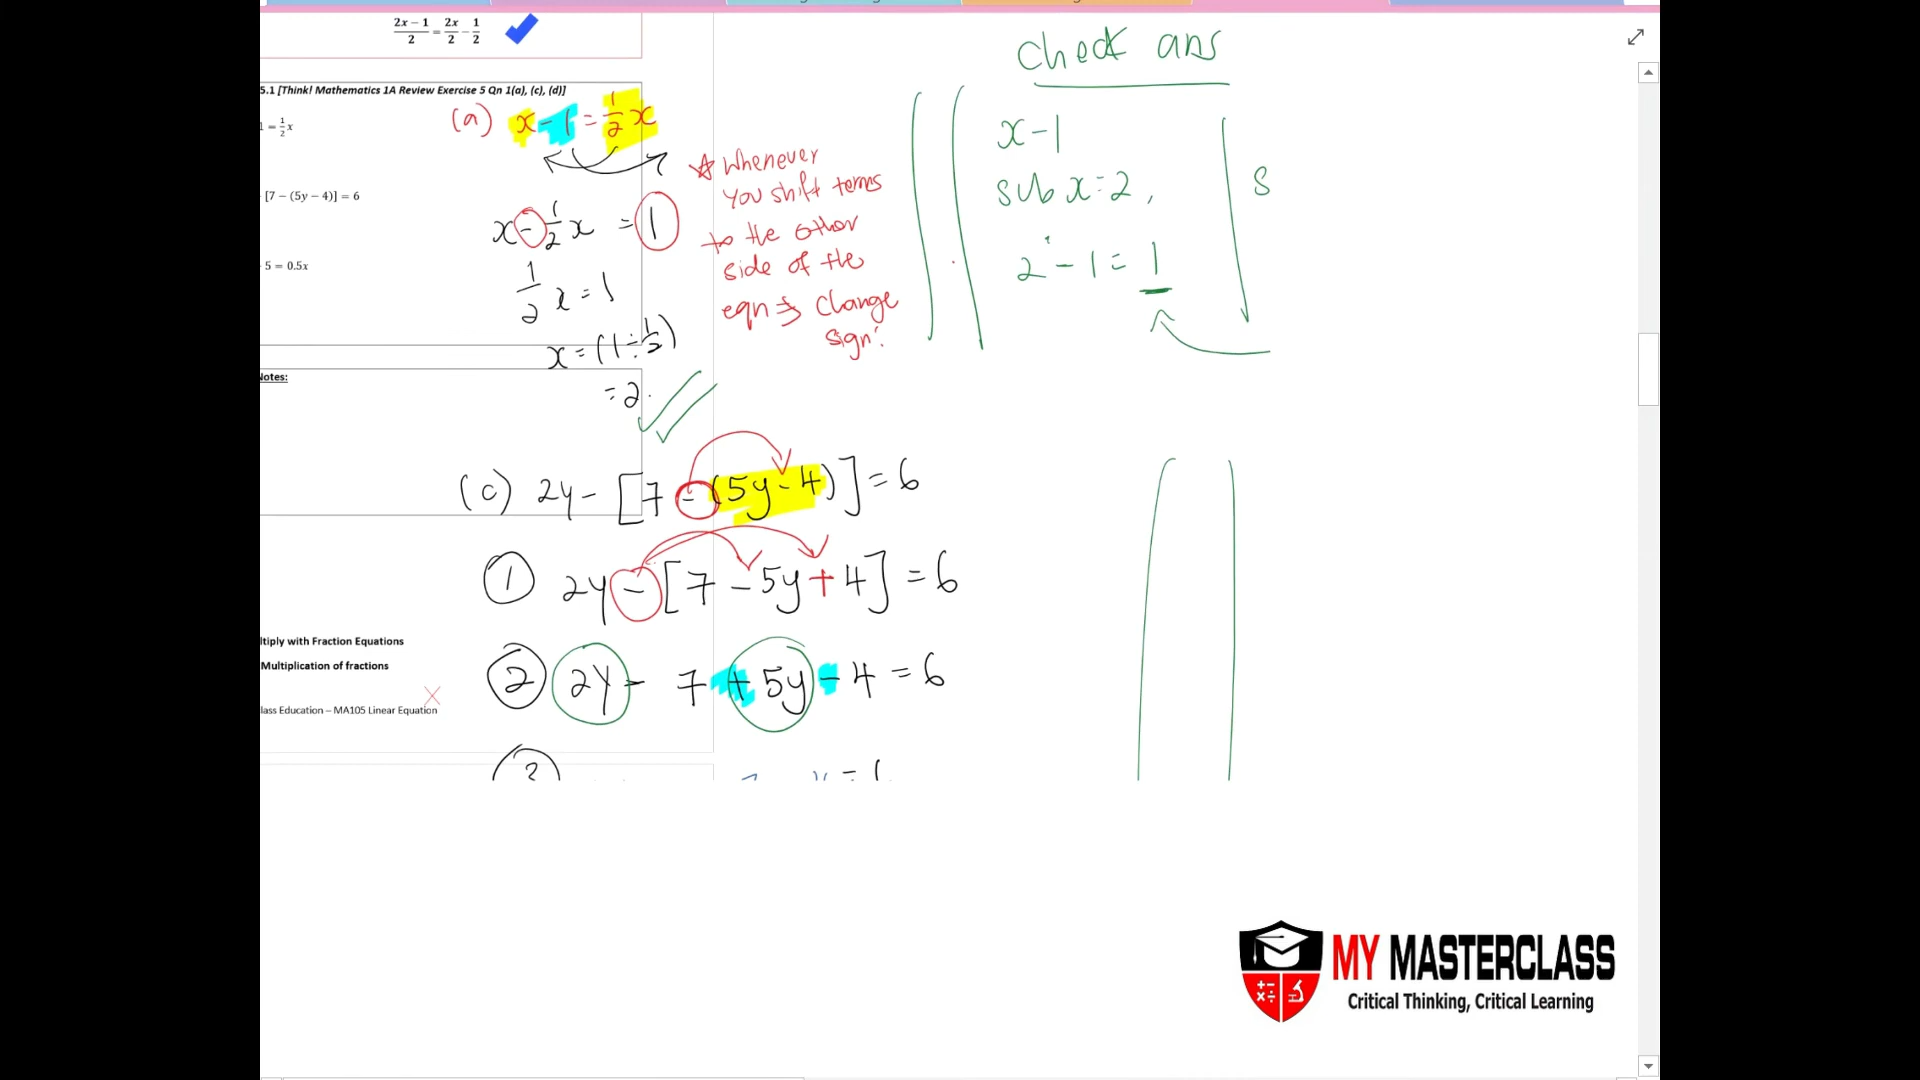 2x − 1 / 2 = 2x / 2 − 1 / 2
5.1 [Think! Mathematics 1A Review Exercise 5 Qn 1(a), (c), (d)]
1 = 1/2 x
[7 − (5y − 4)] = 6
5 = 0.5x
Notes:
ltiply with Fraction Equations
Multiplication of fractions
lass Education – MA105 Linear Equation
(a) x − 1 = 1/2 x
x − 1/2 x = 1
1/2 x = 1
x = (1 ÷ 1/2)
= 2.
☆ Whenever
you shift terms
to the other
side of the
eqn → Change
sign!
Check ans
x − 1
sub x = 2,
2 − 1 = 1
S
(c) 2y − [7 − (5y − 4)] = 6
① 2y − [7 − 5y + 4] = 6
② 2y − 7 + 5y − 4 = 6
MY MASTERCLASS
Critical Thinking, Critical Learning